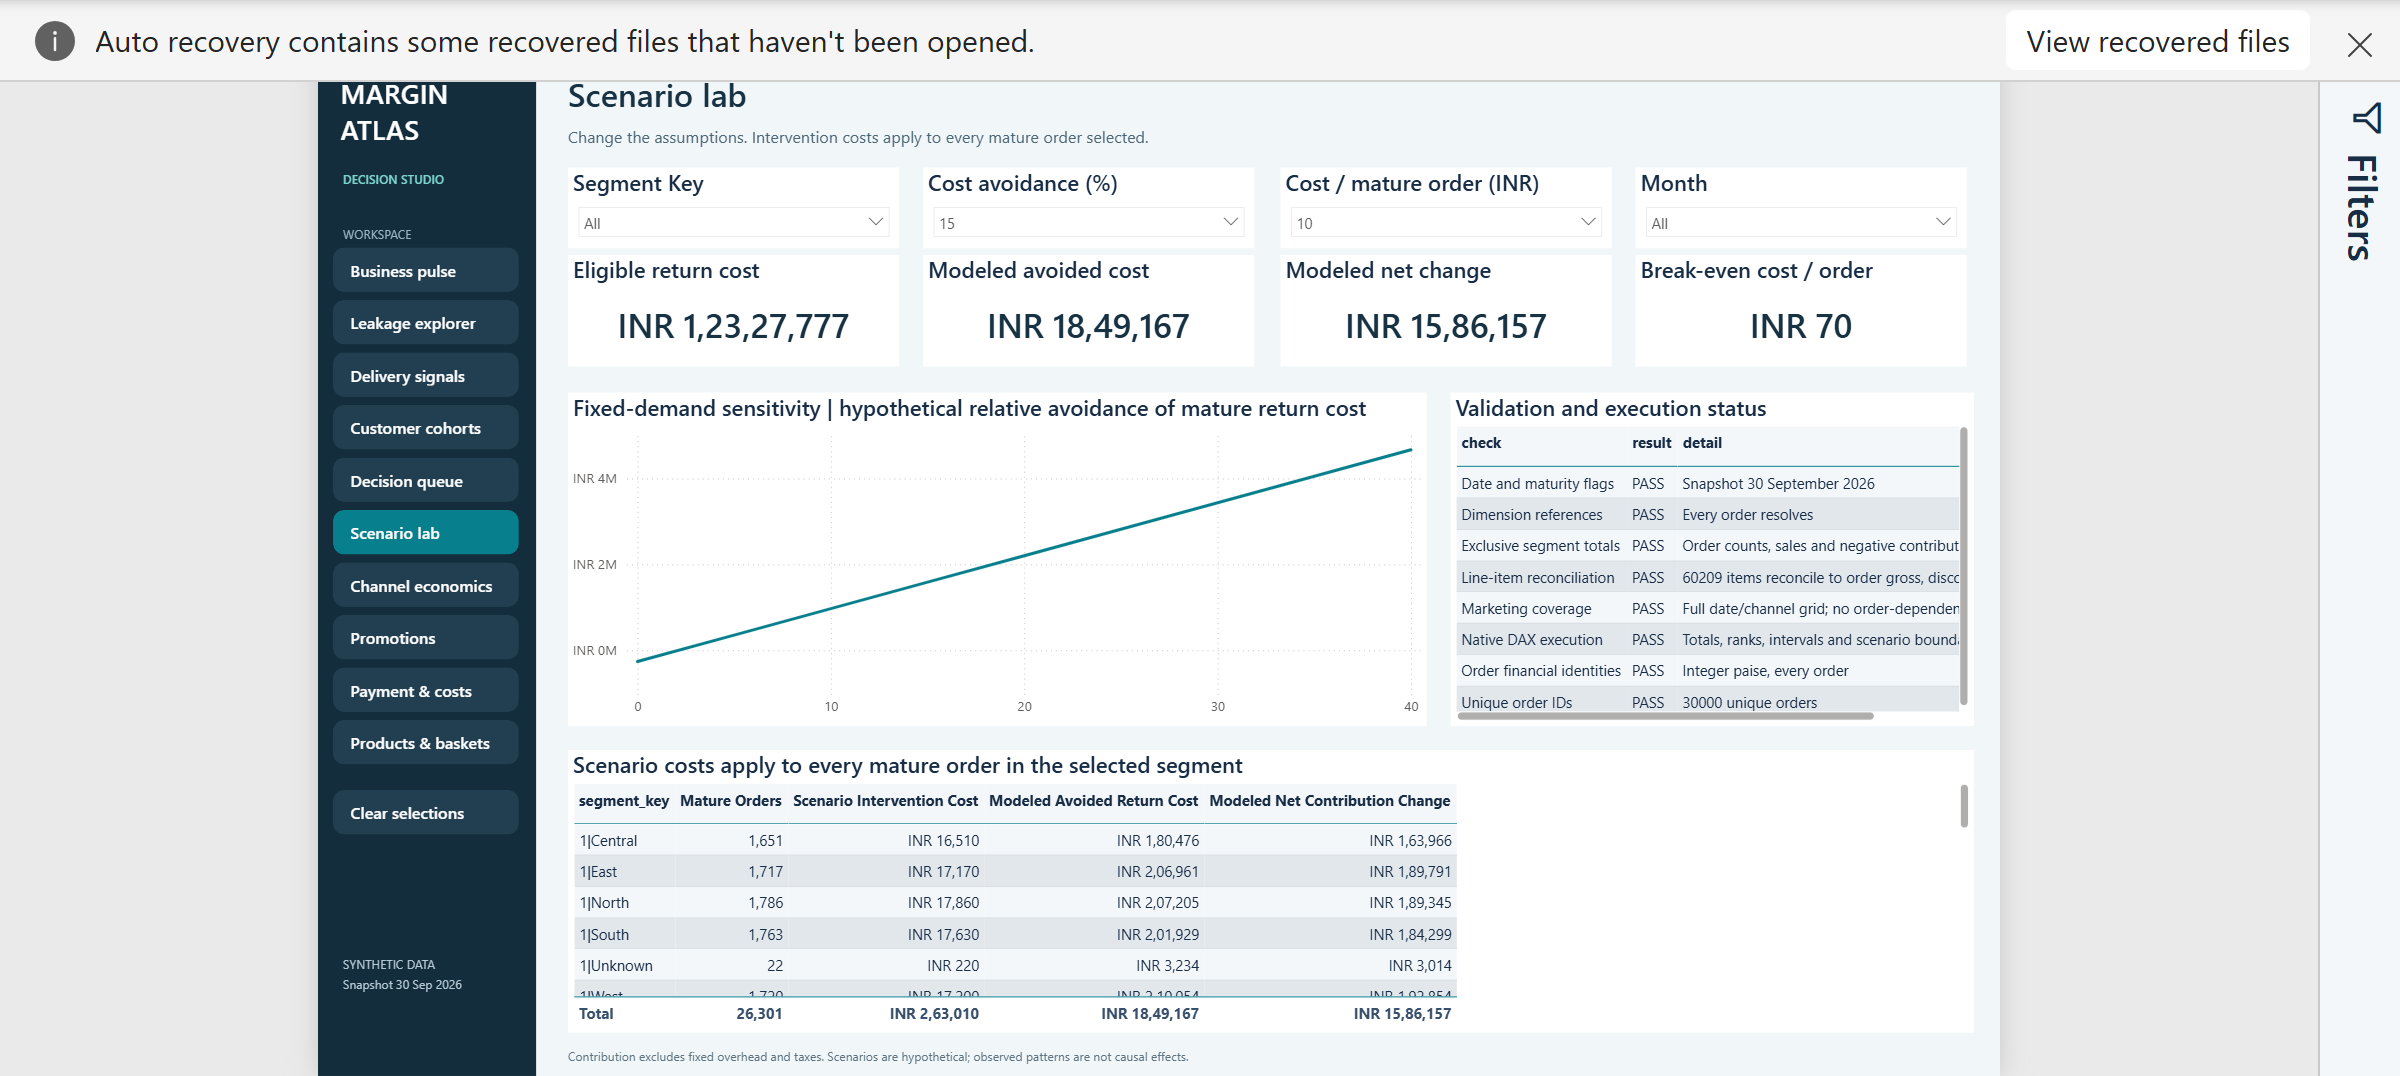 Auto recovery contains some recovered files that haven't been opened.
View recovered files
MARGIN
ATLAS
DECISION STUDIO
WORKSPACE
Business pulse
Leakage explorer
Delivery signals
Customer cohorts
Decision queue
Scenario lab
Channel economics
Promotions
Payment & costs
Products & baskets
Clear selections
SYNTHETIC DATA
Snapshot 30 Sep 2026
Scenario lab
Change the assumptions. Intervention costs apply to every mature order selected.
Segment Key
All
Cost avoidance (%)
15
Cost / mature order (INR)
10
Month
All
Eligible return cost
INR 1,23,27,777
Modeled avoided cost
INR 18,49,167
Modeled net change
INR 15,86,157
Break-even cost / order
INR 70
Fixed-demand sensitivity | hypothetical relative avoidance of mature return cost
INR 4M
INR 2M
INR 0M
0 10 20 30 40
Validation and execution status
check result detail
Date and maturity flags PASS Snapshot 30 September 2026
Dimension references PASS Every order resolves
Exclusive segment totals PASS Order counts, sales and negative contribut
Line-item reconciliation PASS 60209 items reconcile to order gross, disc
Marketing coverage PASS Full date/channel grid; no order-dependen
Native DAX execution PASS Totals, ranks, intervals and scenario bound
Order financial identities PASS Integer paise, every order
Unique order IDs PASS 30000 unique orders
Scenario costs apply to every mature order in the selected segment
segment_key Mature Orders Scenario Intervention Cost Modeled Avoided Return Cost Modeled Net Contribution Change
1|Central 1,651 INR 16,510 INR 1,80,476 INR 1,63,966
1|East 1,717 INR 17,170 INR 2,06,961 INR 1,89,791
1|North 1,786 INR 17,860 INR 2,07,205 INR 1,89,345
1|South 1,763 INR 17,630 INR 2,01,929 INR 1,84,299
1|Unknown 22 INR 220 INR 3,234 INR 3,014
1|West 1,720 INR 17,200 INR 2,10,054 INR 1,92,854
Total 26,301 INR 2,63,010 INR 18,49,167 INR 15,86,157
Contribution excludes fixed overhead and taxes. Scenarios are hypothetical; observed patterns are not causal effects.
Filters